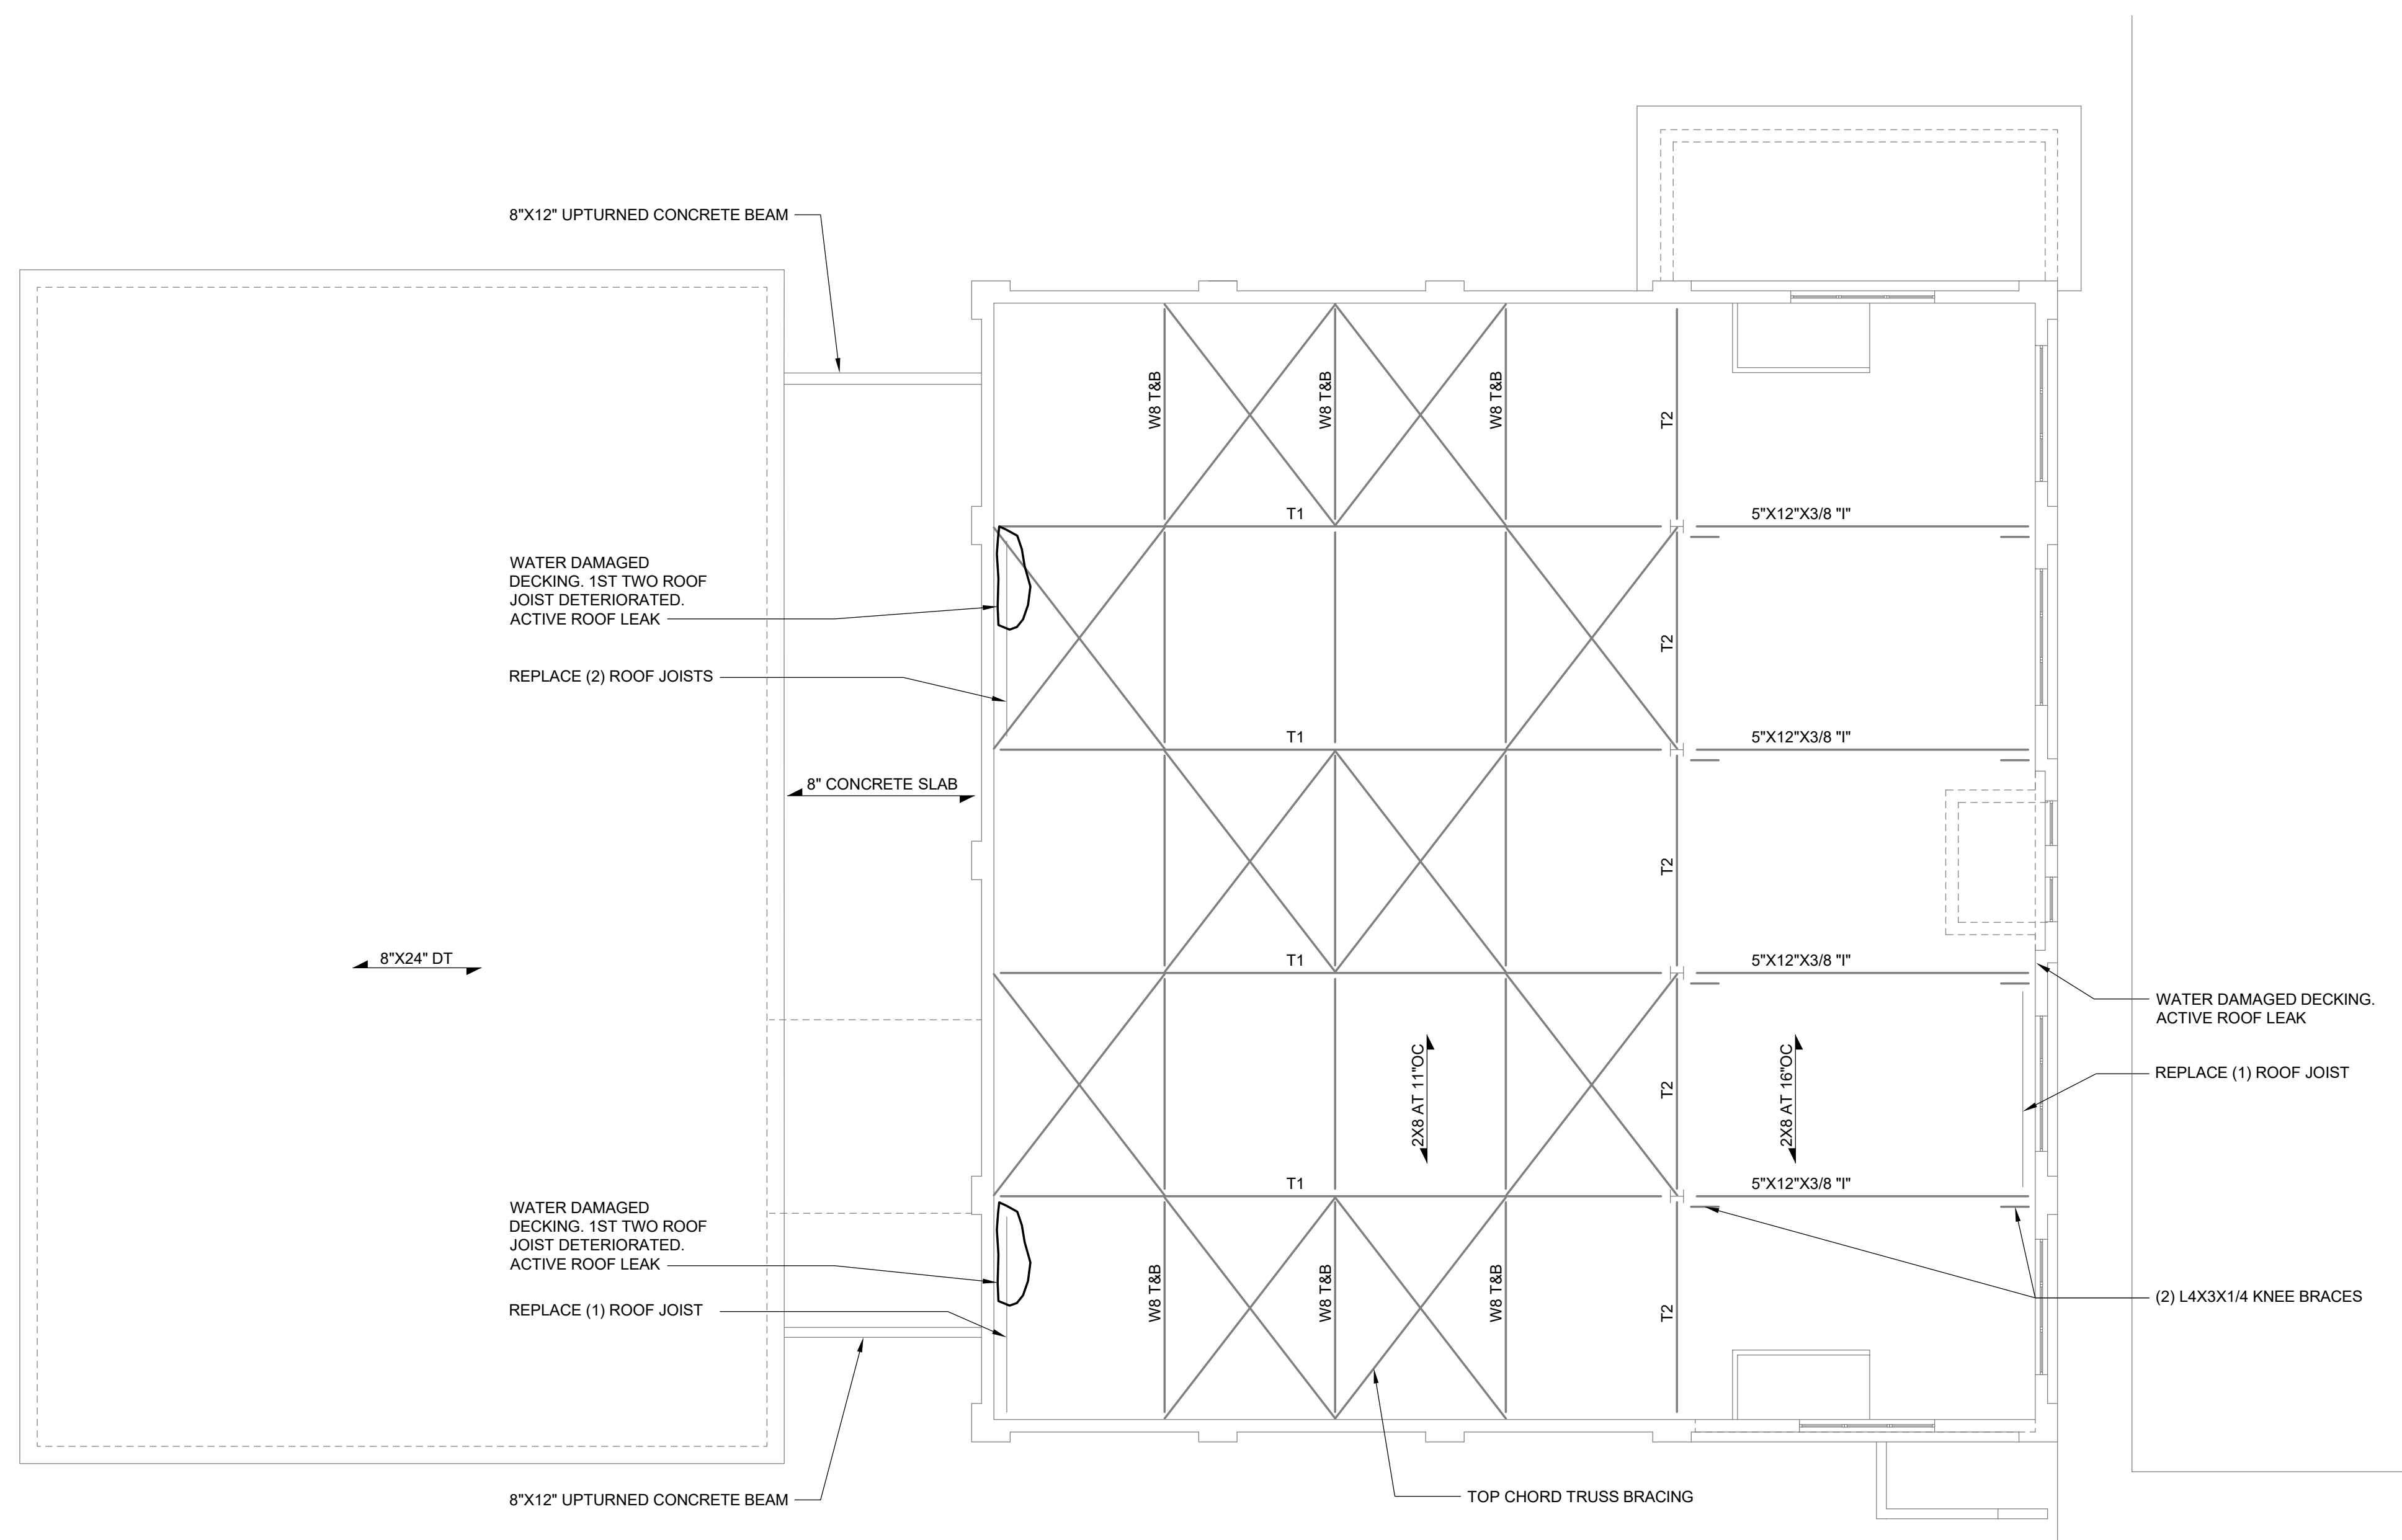 8"X12" UPTURNED CONCRETE BEAM
W8 T&B
W8 T&B
W8 T&B
T2
T1
5"X12"X3/8 "I"
WATER DAMAGED
DECKING. 1ST TWO ROOF
JOIST DETERIORATED.
ACTIVE ROOF LEAK
T2
REPLACE (2) ROOF JOISTS
T1
5"X12"X3/8 "I"
8" CONCRETE SLAB
T2
8"X24" DT
T1
5"X12"X3/8 "I"
WATER DAMAGED DECKING.
ACTIVE ROOF LEAK
REPLACE (1) ROOF JOIST
2X8 AT 11"OC
T2
2X8 AT 16"OC
T1
5"X12"X3/8 "I"
WATER DAMAGED
DECKING. 1ST TWO ROOF
JOIST DETERIORATED.
ACTIVE ROOF LEAK
W8 T&B
W8 T&B
W8 T&B
T2
(2) L4X3X1/4 KNEE BRACES
REPLACE (1) ROOF JOIST
8"X12" UPTURNED CONCRETE BEAM
TOP CHORD TRUSS BRACING